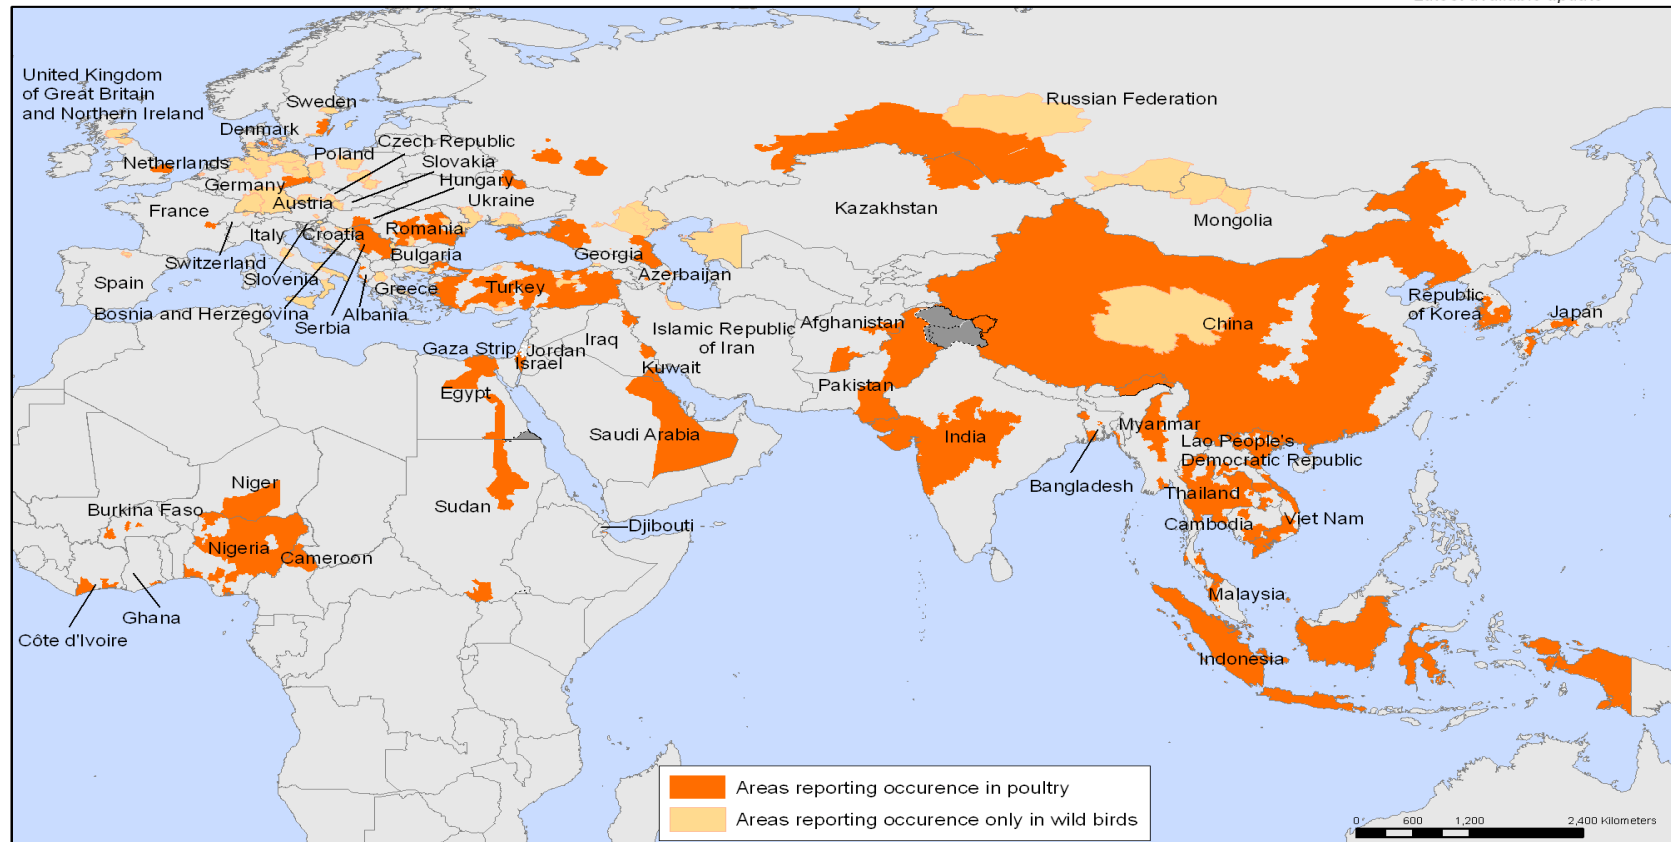 United Kingdom
of Great Britain
and Northern Ireland
Sweden
Denmark
Russian Federation
Czech Republic
Poland
Slovakia
Netherlands
Hungary
Germany
Ukraine
Austria
France
Kazakhstan
Mongolia
Italy
Croatia
Romania
Bulgaria
Georgia
Switzerland
Slovenia
Azerbaijan
Spain
Greece
Turkey
Bosnia and Herzegovina
Albania
Serbia
Republic
of Korea
Japan
China
Afghanistan
Islamic Republic
of Iran
Iraq
Gaza Strip
Jordan
Israel
Kuwait
Pakistan
Egypt
Saudi Arabia
India
Myanmar
Lao People's
Democratic Republic
Bangladesh
Thailand
Niger
Burkina Faso
Sudan
Djibouti
Cambodia
Viet Nam
Nigeria
Cameroon
Ghana
Côte d'Ivoire
Malaysia
Indonesia
Areas reporting occurence in poultry
Areas reporting occurence only in wild birds
0 600 1,200 2,400 Kilometers